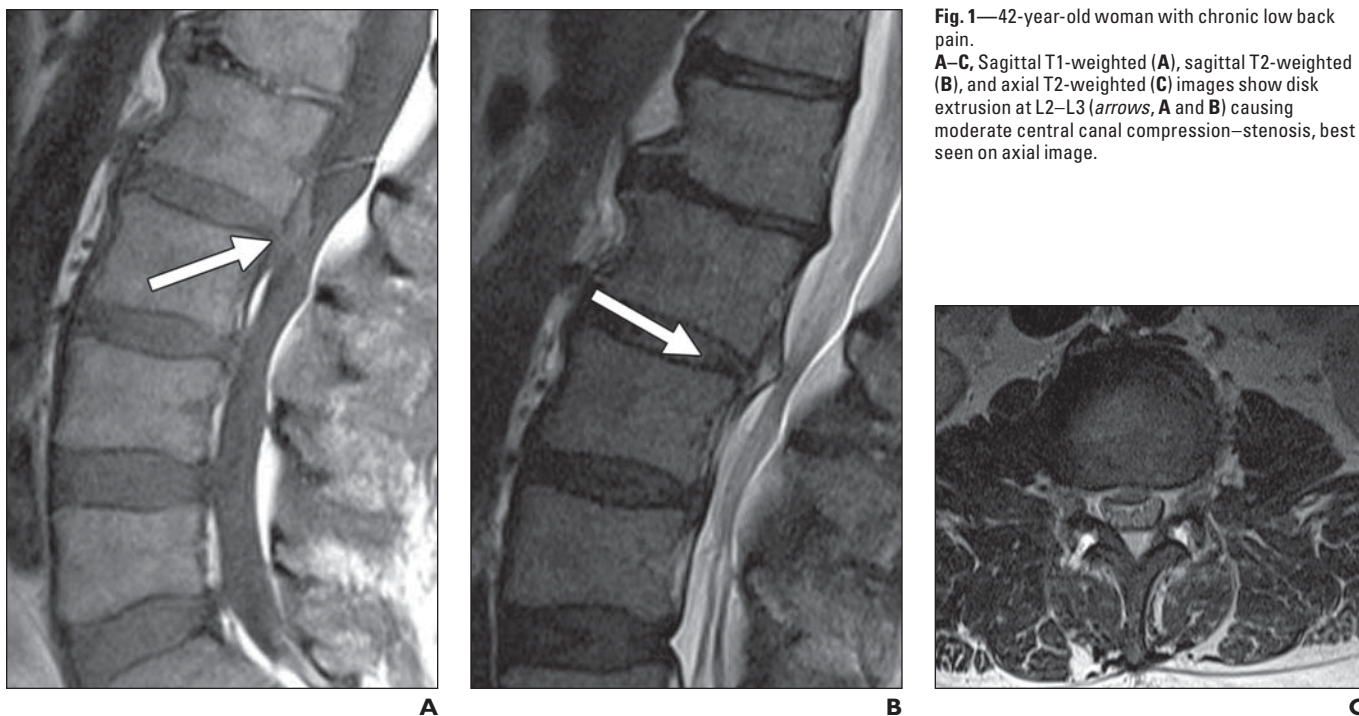 Fig. 1—42-year-old woman with chronic low back
pain.
A–C, Sagittal T1-weighted (A), sagittal T2-weighted
(B), and axial T2-weighted (C) images show disk
extrusion at L2–L3 (arrows, A and B) causing
moderate central canal compression–stenosis, best
seen on axial image.
A
B
C